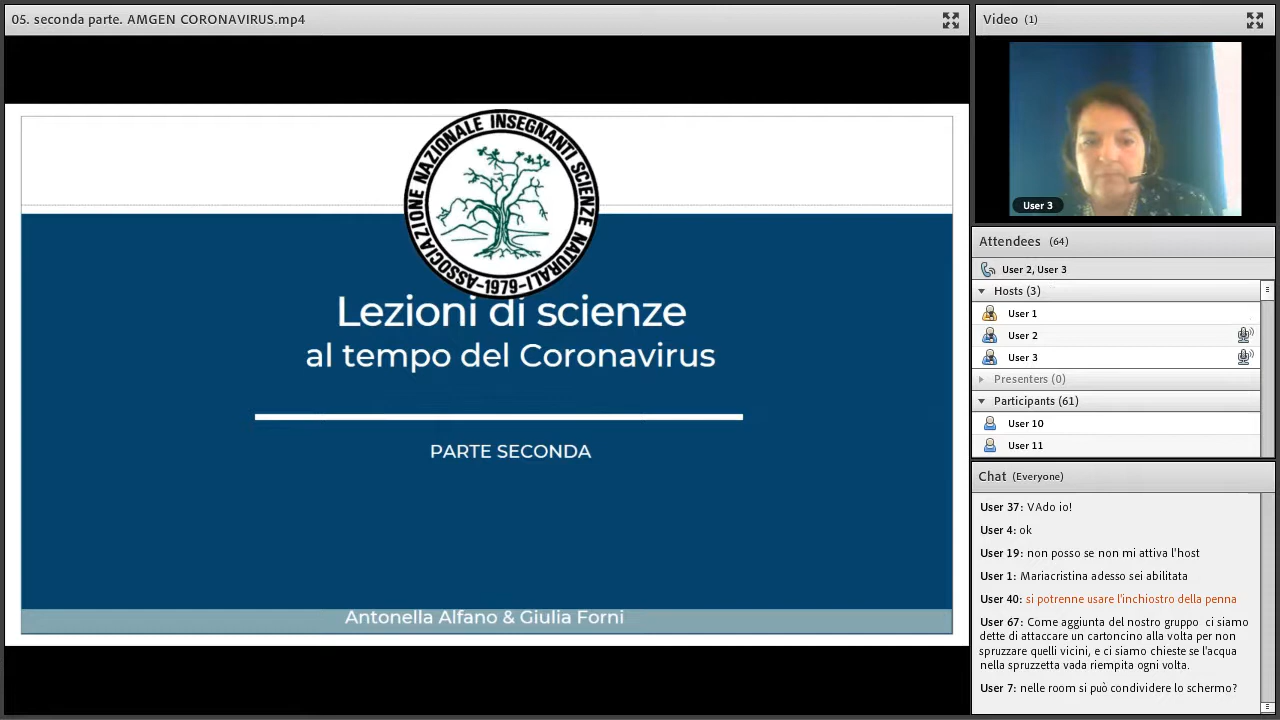 05. seconda parte. AMGEN CORONAVIRUS.mp4
ASSOCIAZIONE NAZIONALE INSEGNANTI SCIENZE NATURALI
-1979-
Lezioni di scienze
al tempo del Coronavirus
PARTE SECONDA
Antonella Alfano & Giulia Forni
Video (1)
User 3
Attendees (64)
User 2, User 3
Hosts (3)
User 1
User 2
User 3
Presenters (0)
Participants (61)
User 10
User 11
Chat (Everyone)
User 37: VAdo io!
User 4: ok
User 19: non posso se non mi attiva l'host
User 1: Mariacristina adesso sei abilitata
User 40: si potrenne usare l'inchiostro della penna
User 67: Come aggiunta del nostro gruppo ci siamo
dette di attaccare un cartoncino alla volta per non
spruzzare quelli vicini, e ci siamo chieste se l'acqua
nella spruzzetta vada riempita ogni volta.
User 7: nelle room si può condividere lo schermo?